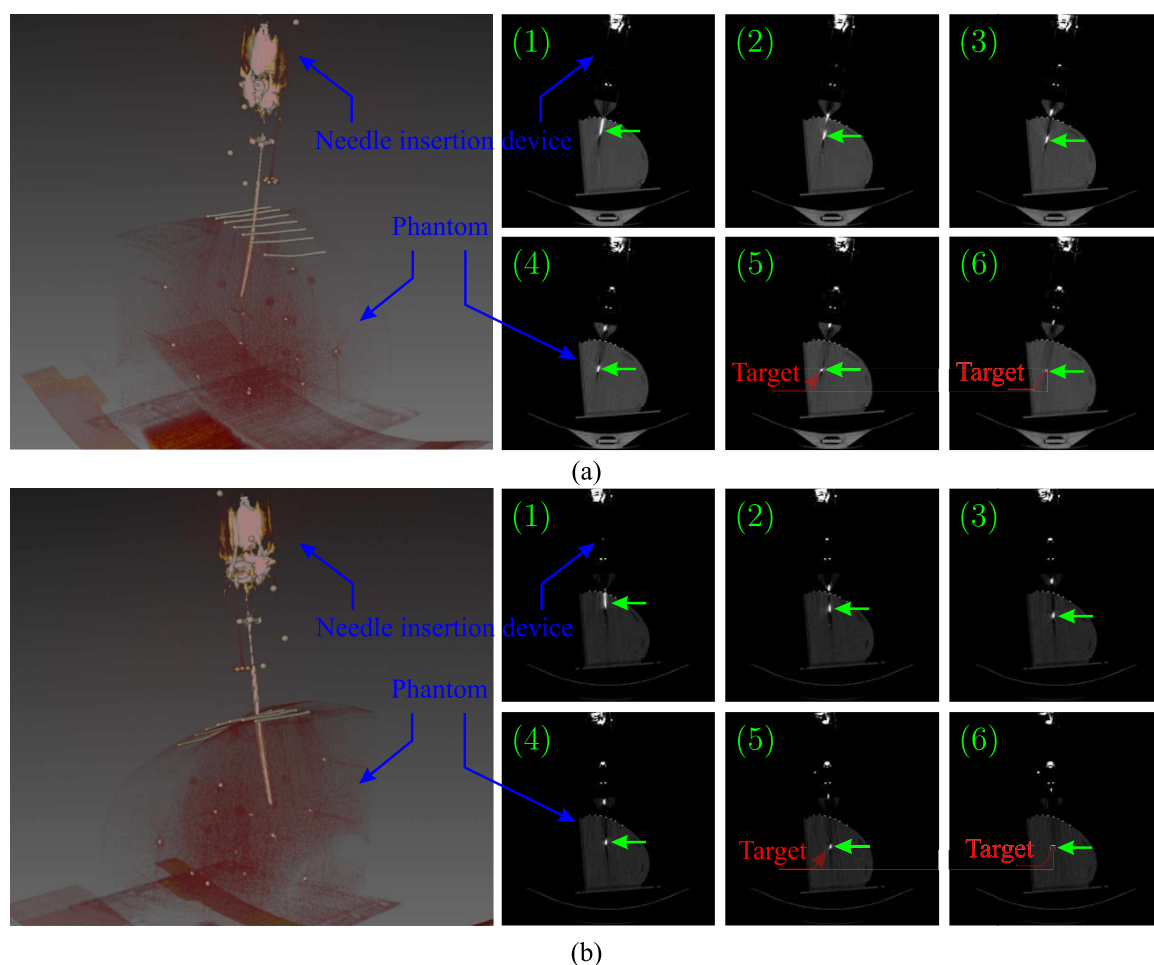 (1)
(2)
(3)
Needle insertion device
Phantom
(4)
(5)
(6)
Target
Target
(a)
(1)
(2)
(3)
Needle insertion device
Phantom
(4)
(5)
(6)
Target
Target
(b)